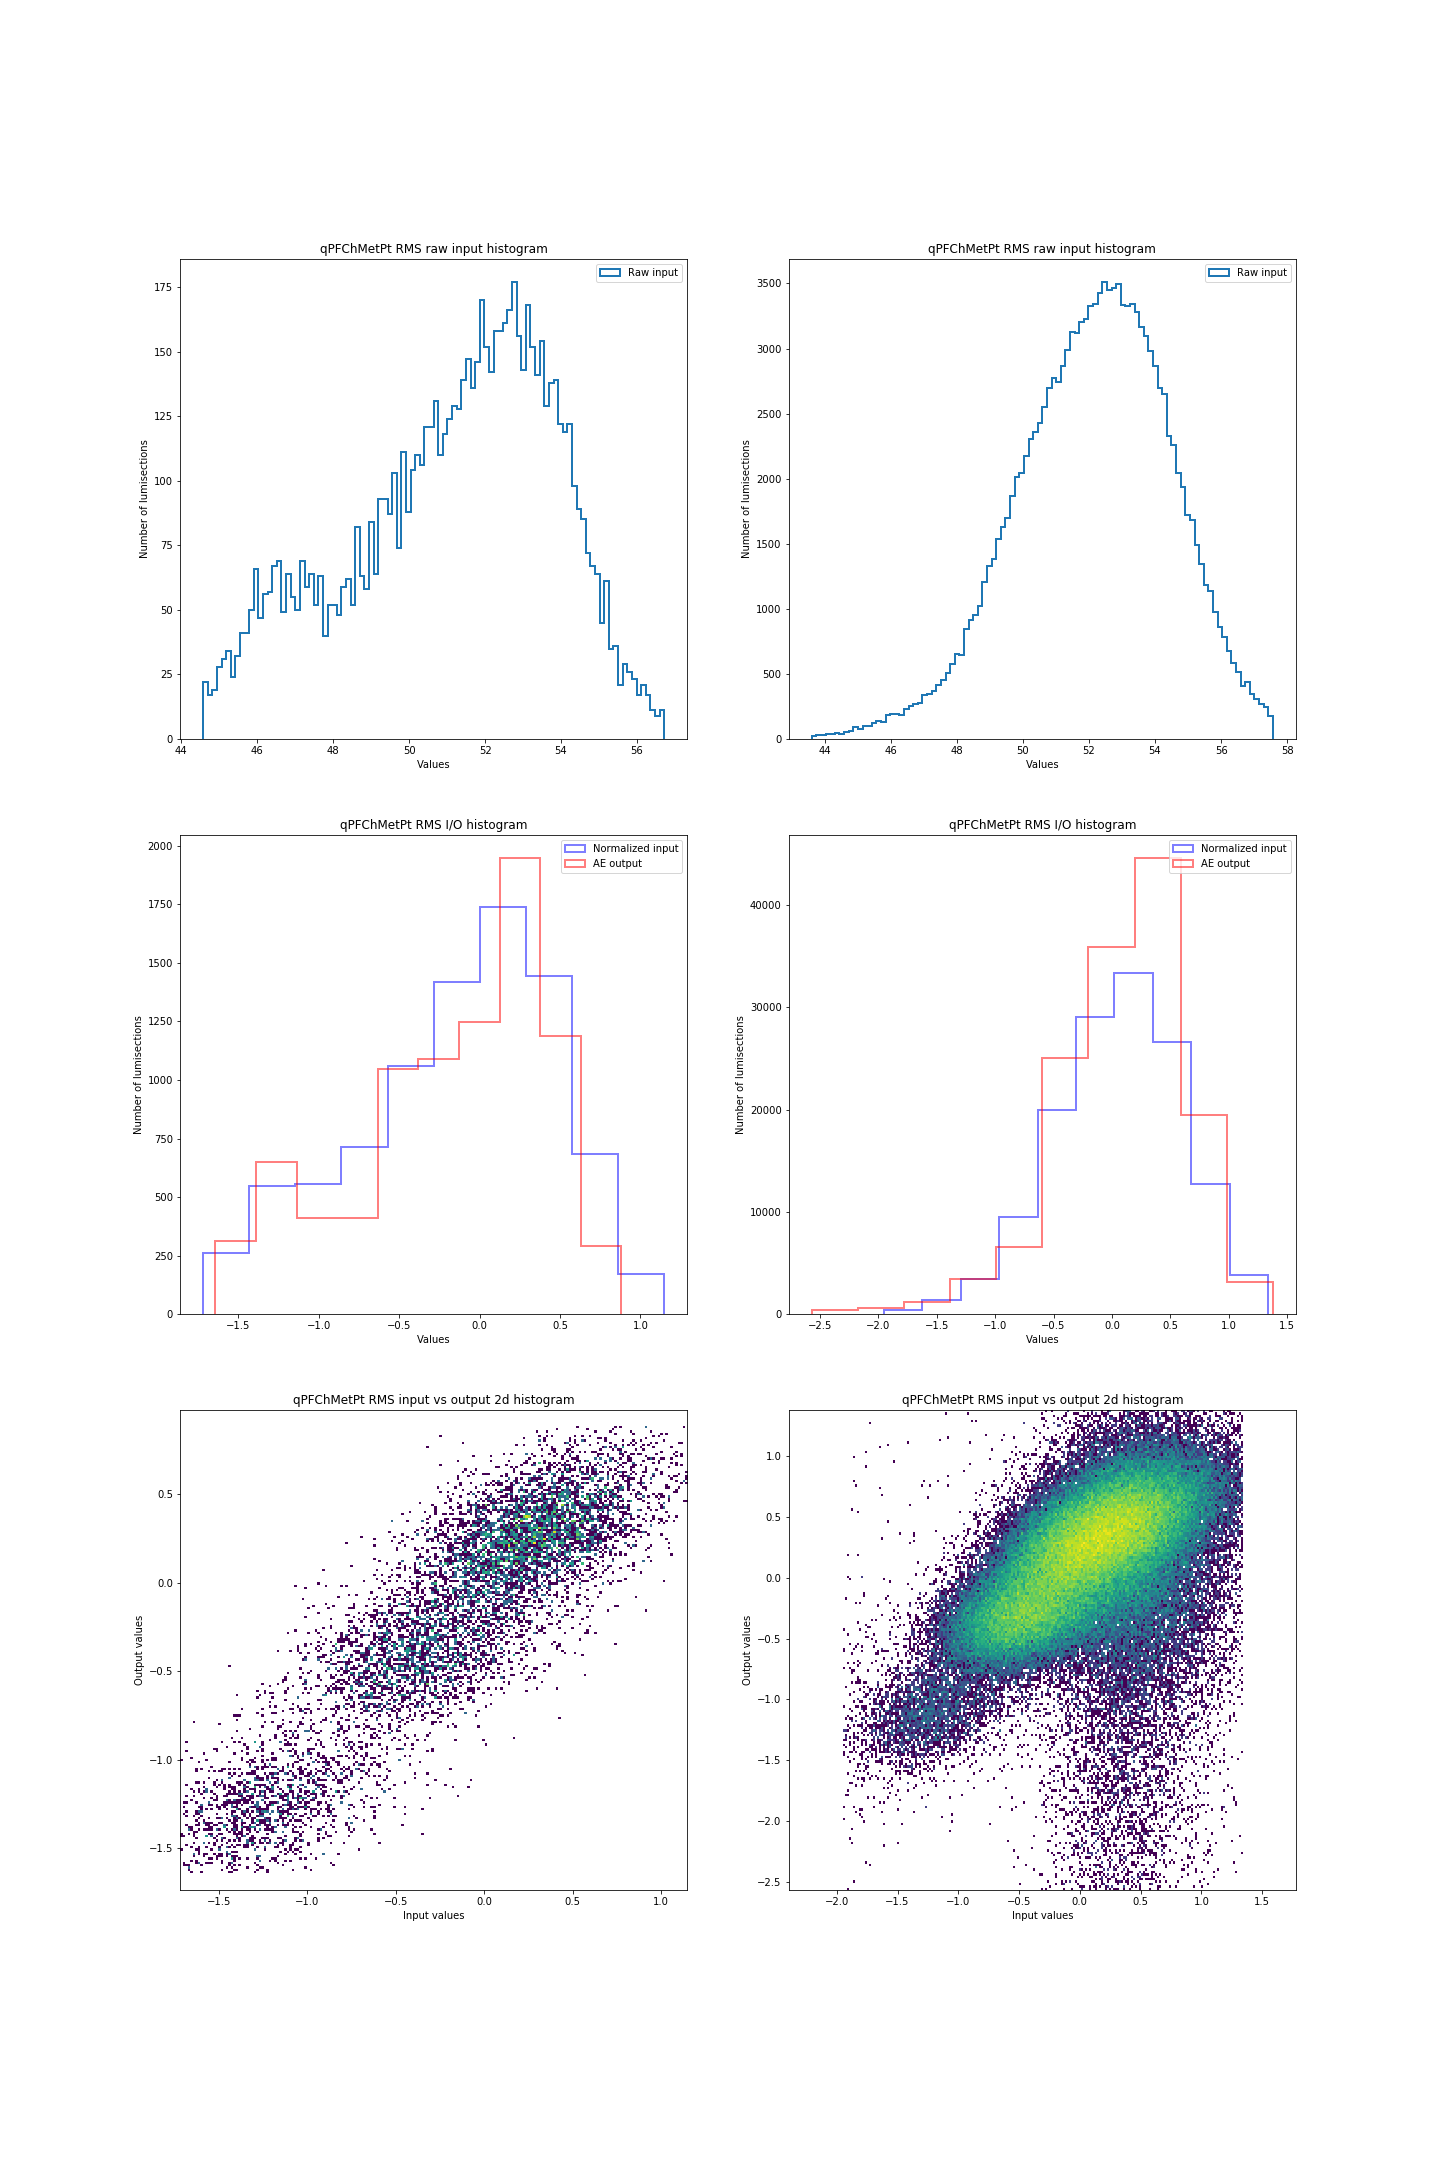 qPFChMetPt RMS raw input histogram
Raw input
175
150
125
100
75
50
25
0
Number of lumisections
44 46 48 50 52 54 56
Values
qPFChMetPt RMS raw input histogram
Raw input
3500
3000
2500
2000
1500
1000
500
0
Number of lumisections
44 46 48 50 52 54 56 58
Values
qPFChMetPt RMS I/O histogram
Normalized input
AE output
2000
1750
1500
1250
1000
750
500
250
0
Number of lumisections
−1.5 −1.0 −0.5 0.0 0.5 1.0
Values
qPFChMetPt RMS I/O histogram
Normalized input
AE output
40000
30000
20000
10000
0
Number of lumisections
−2.5 −2.0 −1.5 −1.0 −0.5 0.0 0.5 1.0 1.5
Values
qPFChMetPt RMS input vs output 2d histogram
0.5
0.0
−0.5
−1.0
−1.5
Output values
−1.5 −1.0 −0.5 0.0 0.5 1.0
Input values
qPFChMetPt RMS input vs output 2d histogram
1.0
0.5
0.0
−0.5
−1.0
−1.5
−2.0
−2.5
Output values
−2.0 −1.5 −1.0 −0.5 0.0 0.5 1.0 1.5
Input values